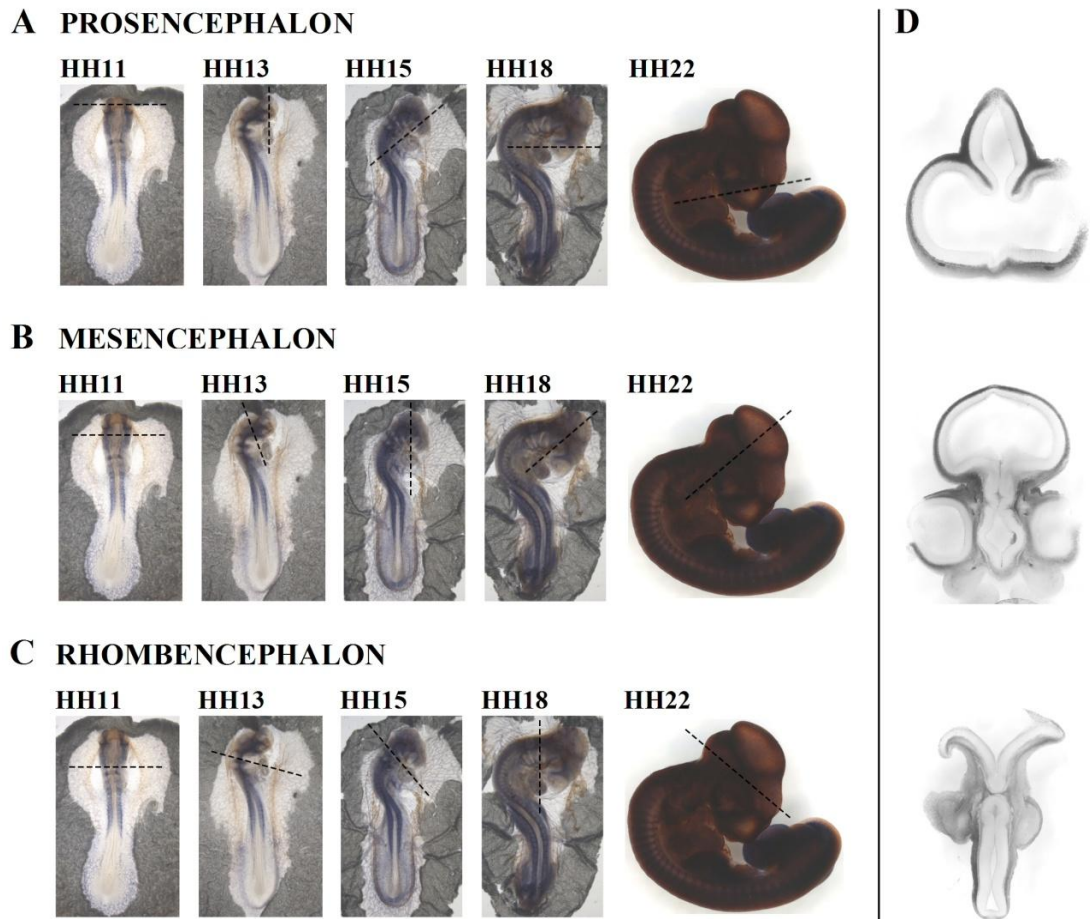 A PROSENCEPHALON D
HH11 HH13 HH15 HH18 HH22
B MESENCEPHALON
HH11 HH13 HH15 HH18 HH22
C RHOMBENCEPHALON
HH11 HH13 HH15 HH18 HH22